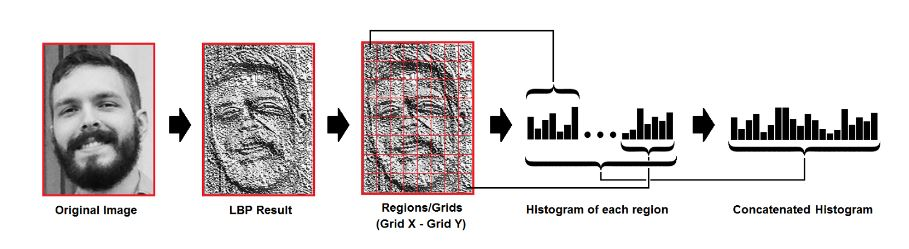 Original Image
LBP Result
Regions/Grids
(Grid X - Grid Y)
Histogram of each region
Concatenated Histogram